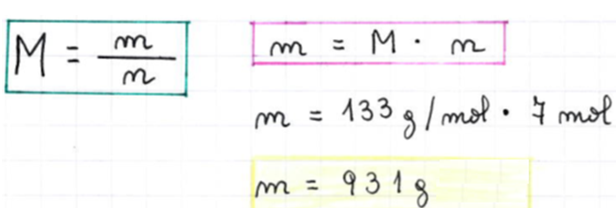 M = m/n
m = M · n
m = 133 g/mol · 7 mol
m = 931 g